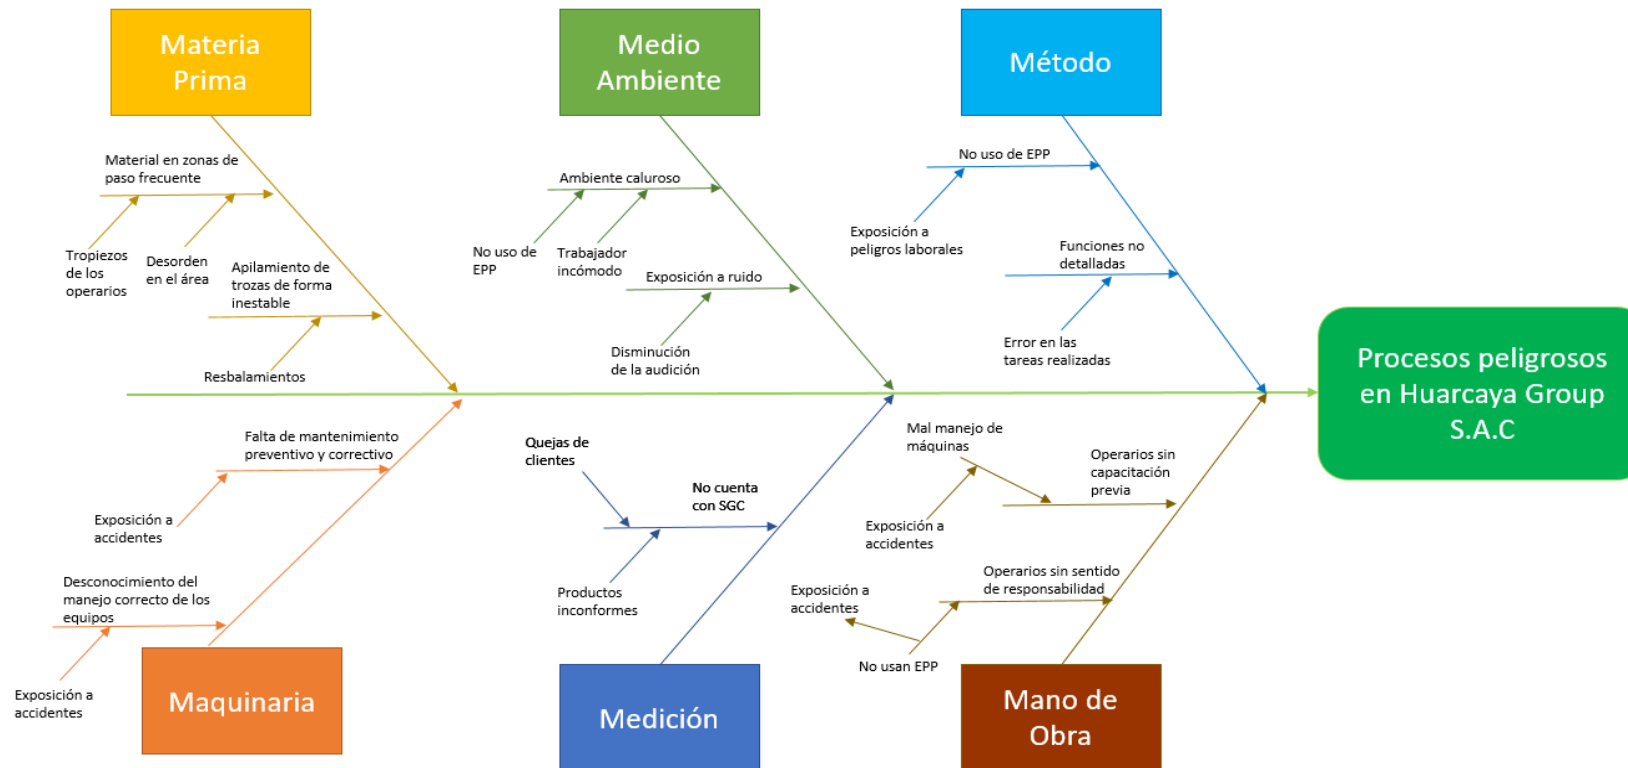 Materia
Prima
Medio
Ambiente
Método
Material en zonas de
paso frecuente
Tropiezos
de los
operarios
Desorden
en el área
Apilamiento de
trozas de forma
inestable
Resbalamientos
Ambiente caluroso
No uso de
EPP
Trabajador
incómodo
Exposición a ruido
Disminución
de la audición
No uso de EPP
Exposición a
peligros laborales
Funciones no
detalladas
Error en las
tareas realizadas
Procesos peligrosos
en Huarcaya Group
S.A.C
Falta de mantenimiento
preventivo y correctivo
Exposición a
accidentes
Desconocimiento del
manejo correcto de los
equipos
Exposición a
accidentes
Maquinaria
Quejas de
clientes
No cuenta
con SGC
Productos
inconformes
Medición
Mal manejo de
máquinas
Operarios sin
capacitación
previa
Exposición a
accidentes
Operarios sin sentido
de responsabilidad
Exposición a
accidentes
No usan EPP
Mano de
Obra